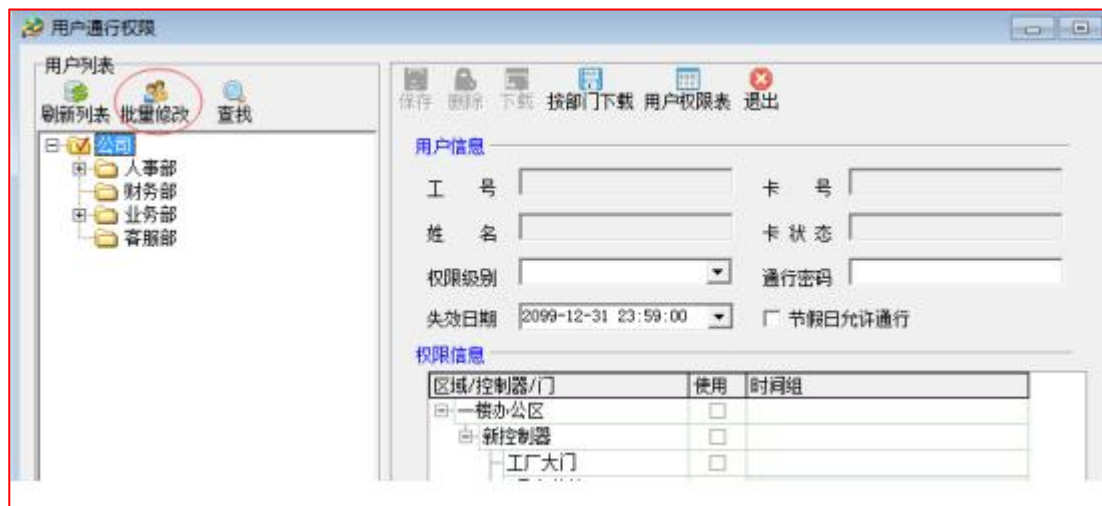 用户通行权限
用户列表
刷新列表 批量修改 查找
公司
人事部
财务部
业务部
客服部
保存 删除 下载 按部门下载 用户权限表 退出
用户信息
工 号
卡 号
姓 名
卡 状 态
权限级别
通行密码
失效日期 2099-12-31 23:59:00
节假日允许通行
权限信息
区域/控制器/门 使用 时间组
一楼办公区
新控制器
工厂大门